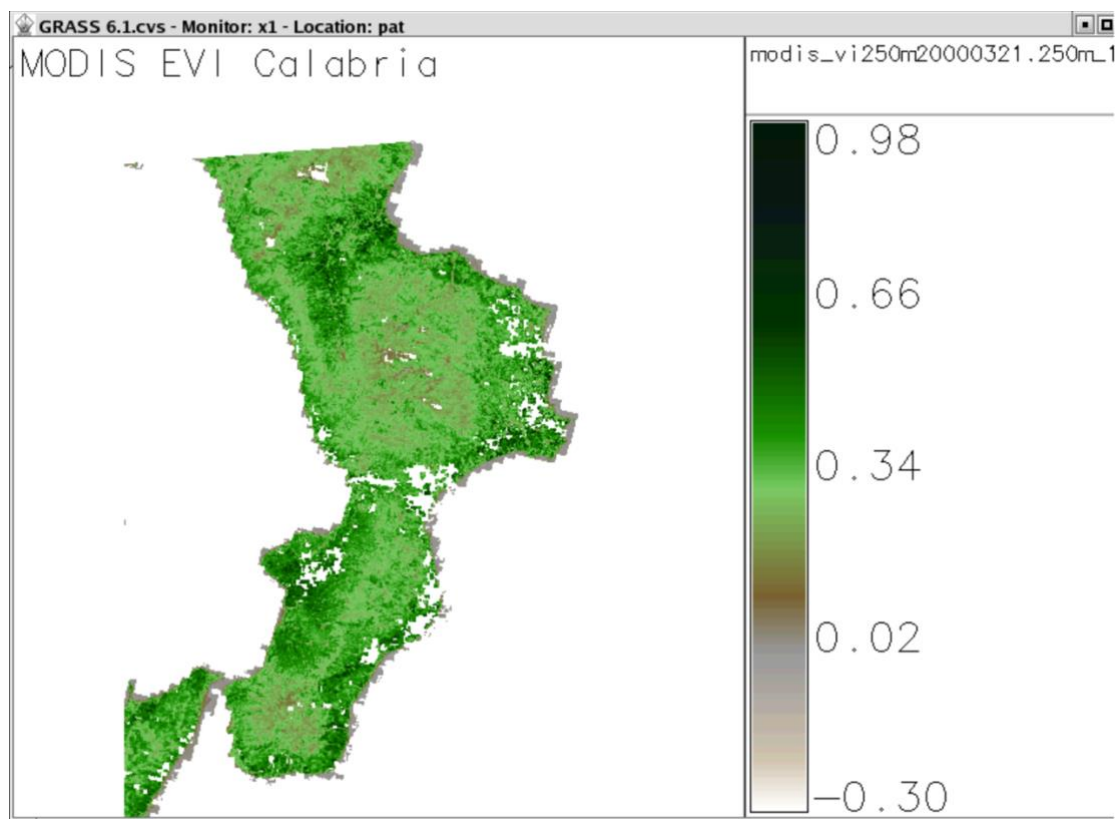 GRASS 6.1.cvs - Monitor: x1 - Location: pat
MODIS EVI Calabria
modis_vi250m20000321.250m_1
0.98
0.66
0.34
0.02
-0.30